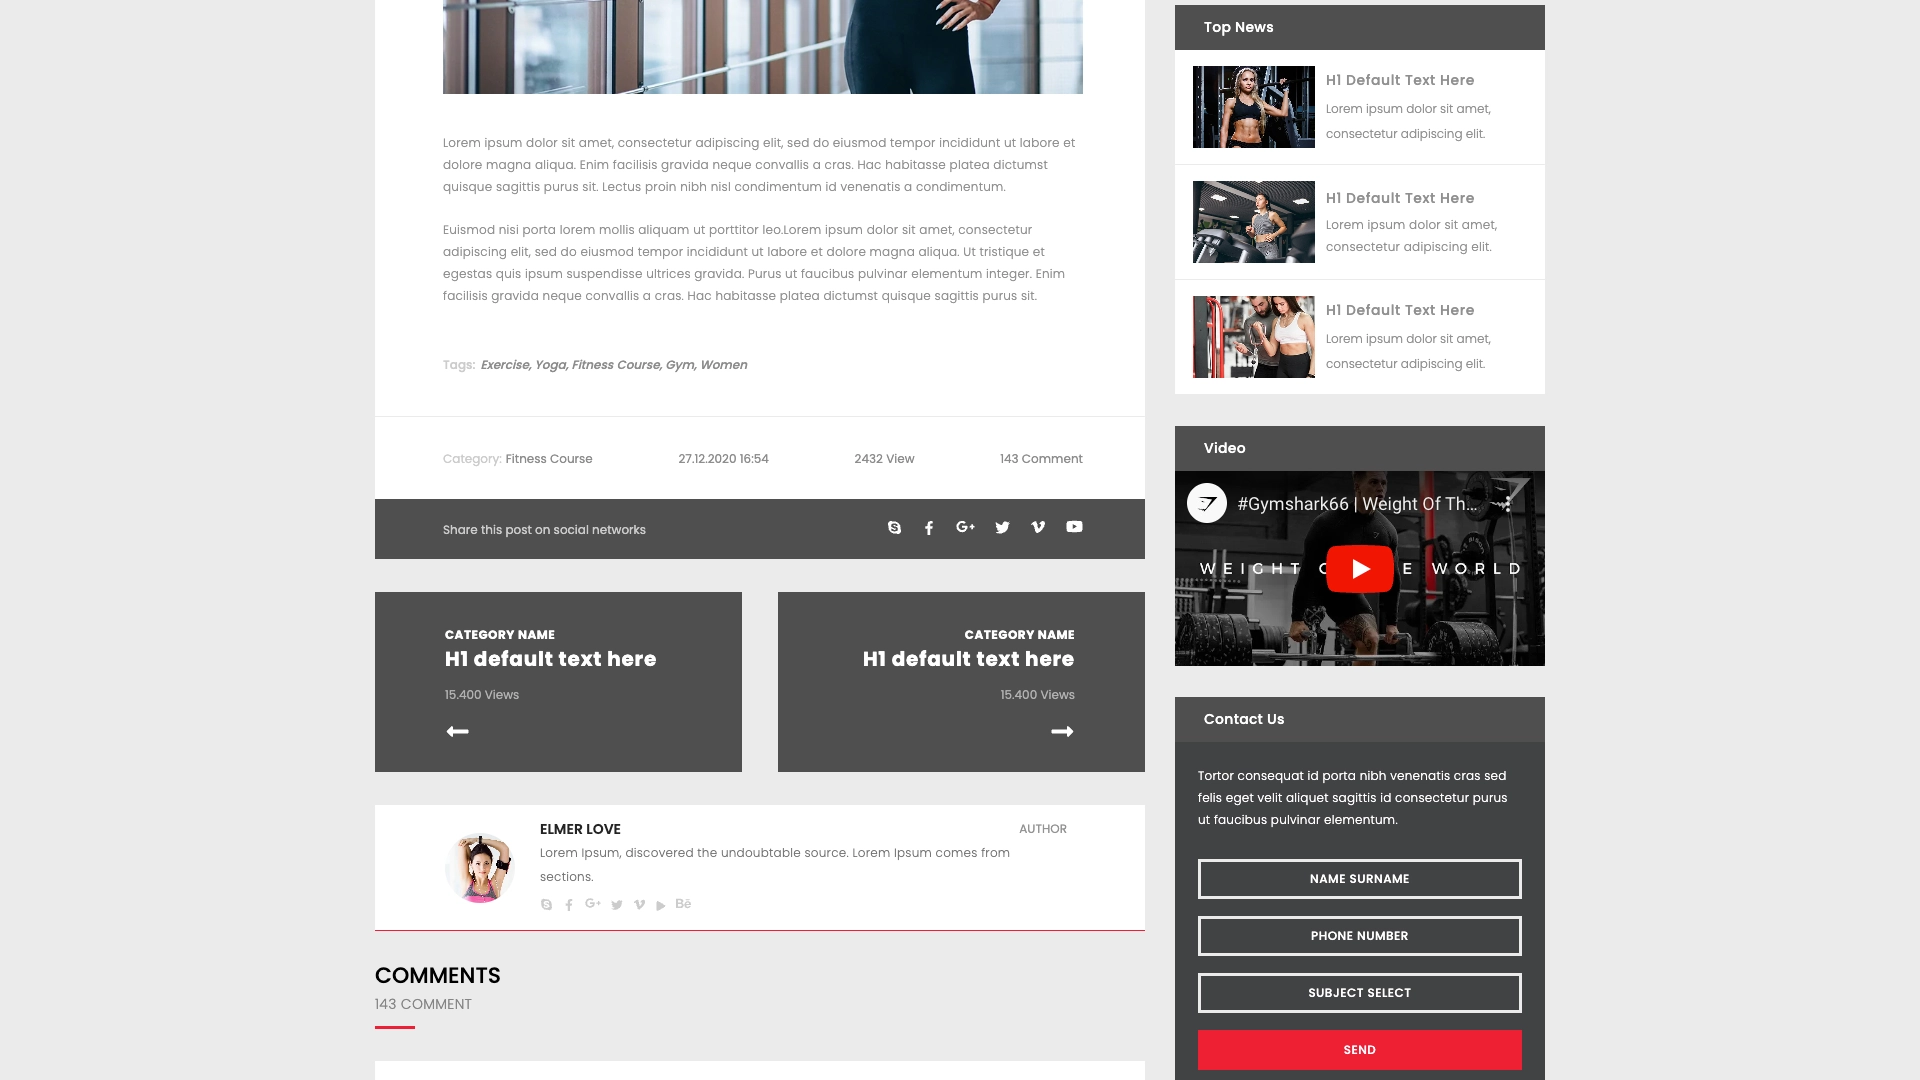 Lorem ipsum dolor sit amet, consectetur adipiscing elit, sed do eiusmod tempor incididunt ut labore et
dolore magna aliqua. Enim facilisis gravida neque convallis a cras. Hac habitasse platea dictumst
quisque sagittis purus sit. Lectus proin nibh nisl condimentum id venenatis a condimentum.
Euismod nisi porta lorem mollis aliquam ut porttitor leo.Lorem ipsum dolor sit amet, consectetur
adipiscing elit, sed do eiusmod tempor incididunt ut labore et dolore magna aliqua. Ut tristique et
egestas quis ipsum suspendisse ultrices gravida. Purus ut faucibus pulvinar elementum integer. Enim
facilisis gravida neque convallis a cras. Hac habitasse platea dictumst quisque sagittis purus sit.
Tags: Exercise, Yoga, Fitness Course, Gym, Women
Category: Fitness Course 27.12.2020 16:54 2432 View 143 Comment
Share this post on social networks
CATEGORY NAME
H1 default text here
15.400 Views
CATEGORY NAME
H1 default text here
15.400 Views
ELMER LOVE
AUTHOR
Lorem Ipsum, discovered the undoubtable source. Lorem Ipsum comes from
sections.
COMMENTS
143 COMMENT
Top News
H1 Default Text Here
Lorem ipsum dolor sit amet,
consectetur adipiscing elit.
H1 Default Text Here
Lorem ipsum dolor sit amet,
consectetur adipiscing elit.
H1 Default Text Here
Lorem ipsum dolor sit amet,
consectetur adipiscing elit.
Video
#Gymshark66 | Weight Of Th...
WEIGHT WORLD
Contact Us
Tortor consequat id porta nibh venenatis cras sed
felis eget velit aliquet sagittis id consectetur purus
ut faucibus pulvinar elementum.
NAME SURNAME
PHONE NUMBER
SUBJECT SELECT
SEND